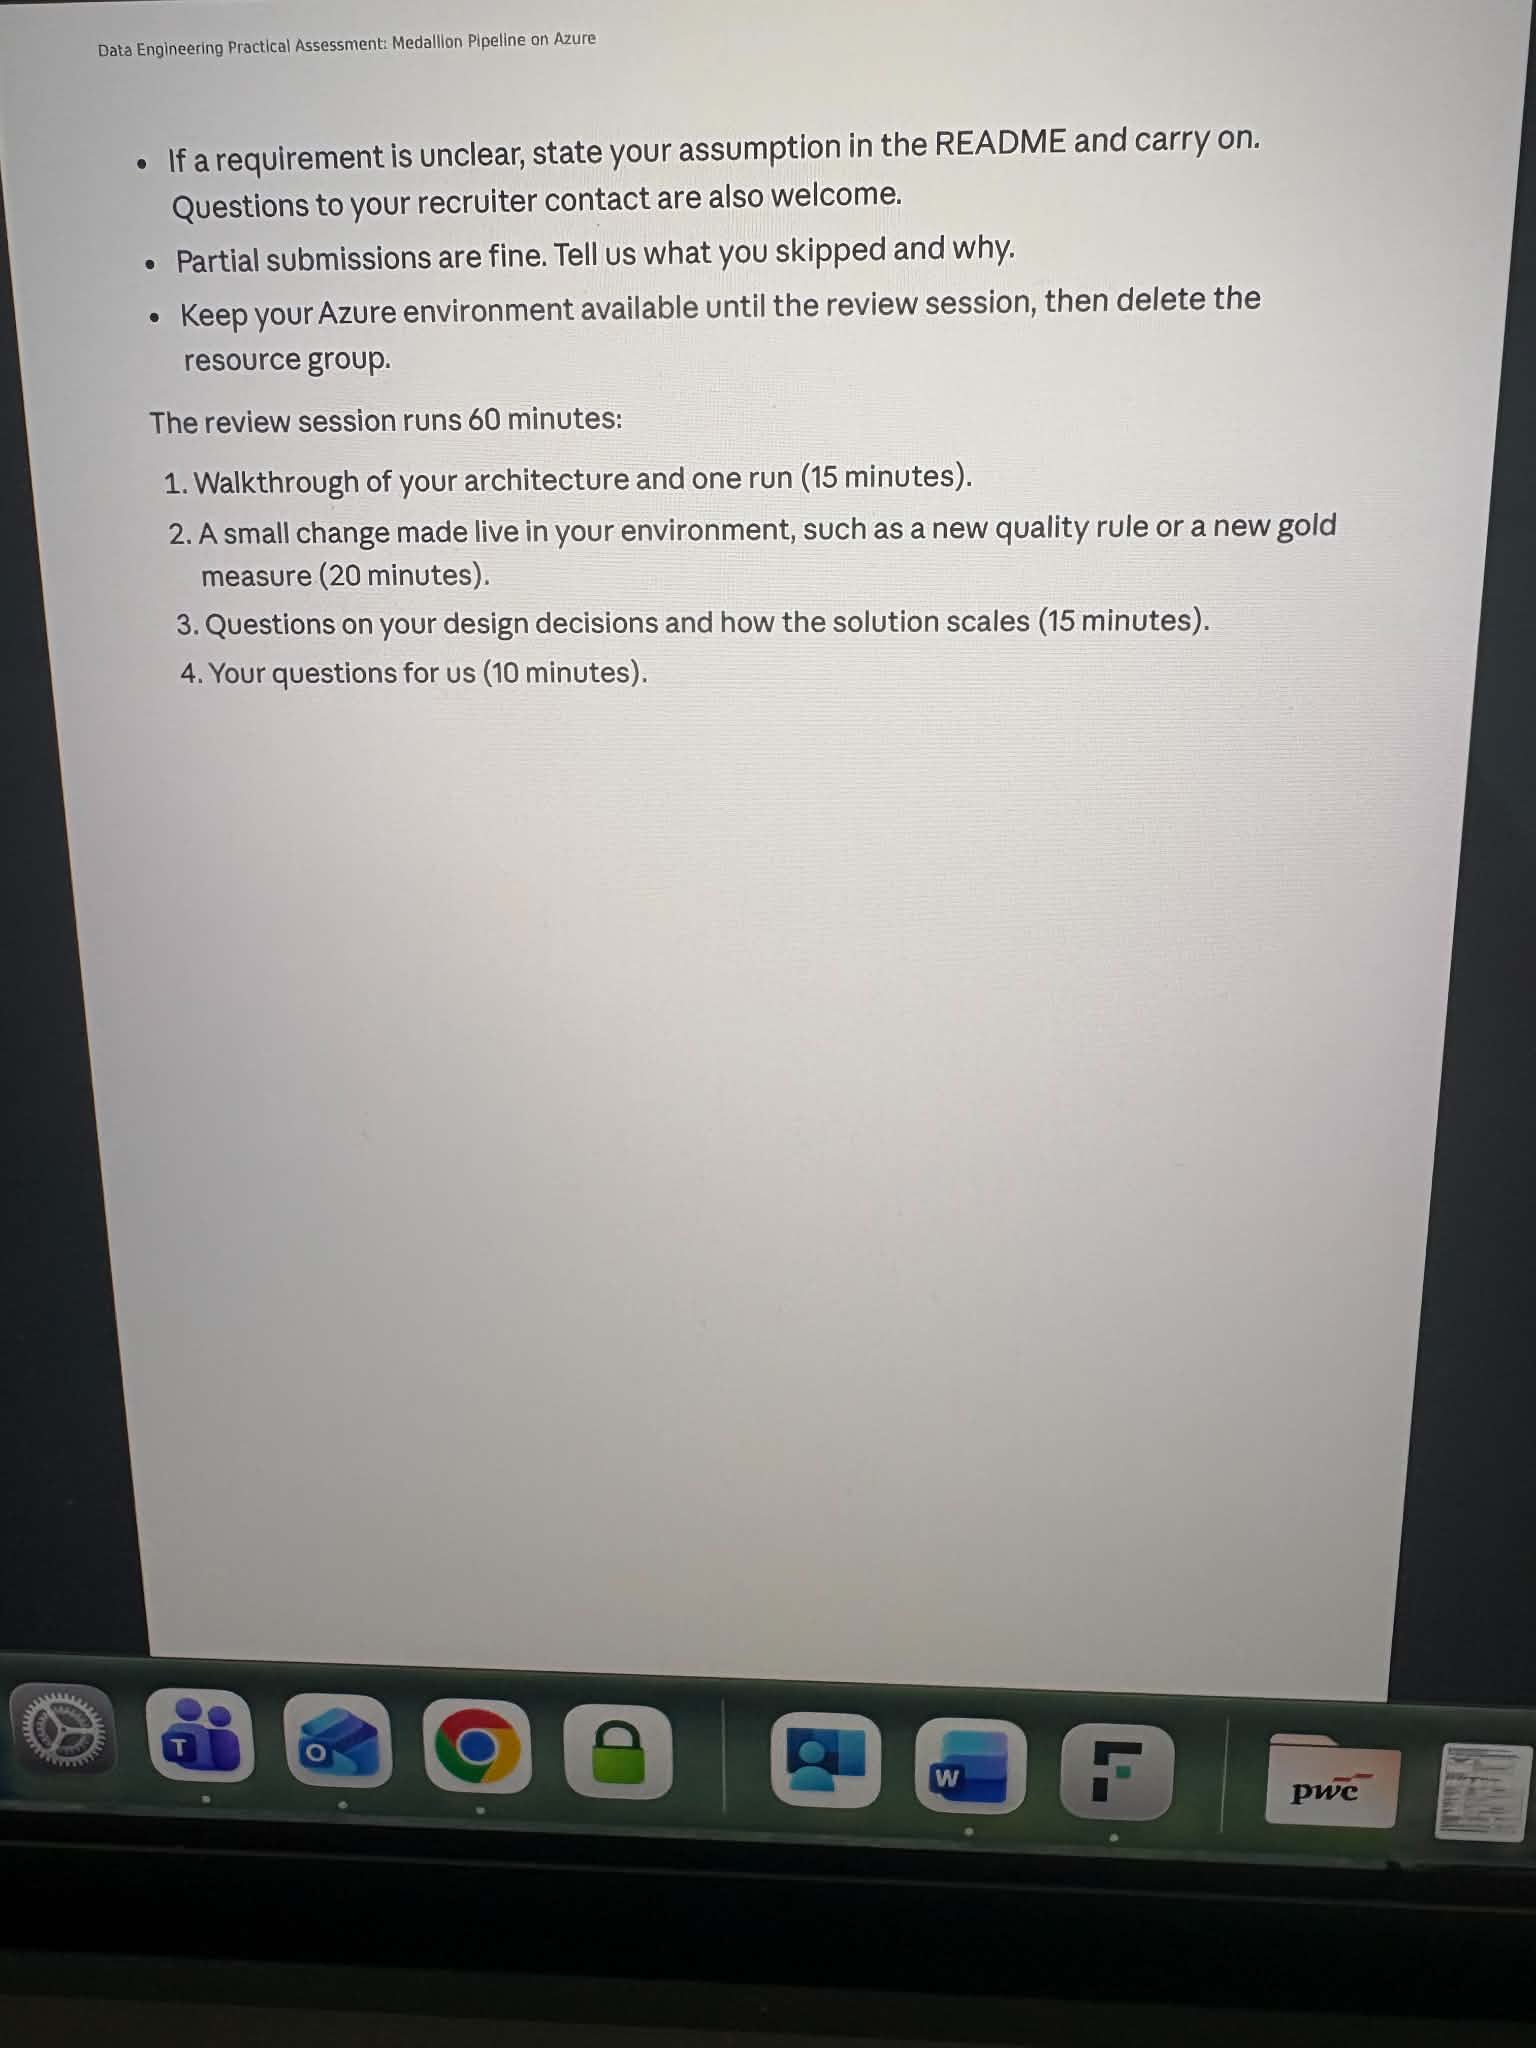 Data Engineering Practical Assessment: Medallion Pipeline on Azure
• If a requirement is unclear, state your assumption in the README and carry on.
Questions to your recruiter contact are also welcome.
• Partial submissions are fine. Tell us what you skipped and why.
• Keep your Azure environment available until the review session, then delete the
resource group.
The review session runs 60 minutes:
1. Walkthrough of your architecture and one run (15 minutes).
2. A small change made live in your environment, such as a new quality rule or a new gold
measure (20 minutes).
3. Questions on your design decisions and how the solution scales (15 minutes).
4. Your questions for us (10 minutes).
T
O
W
pwc